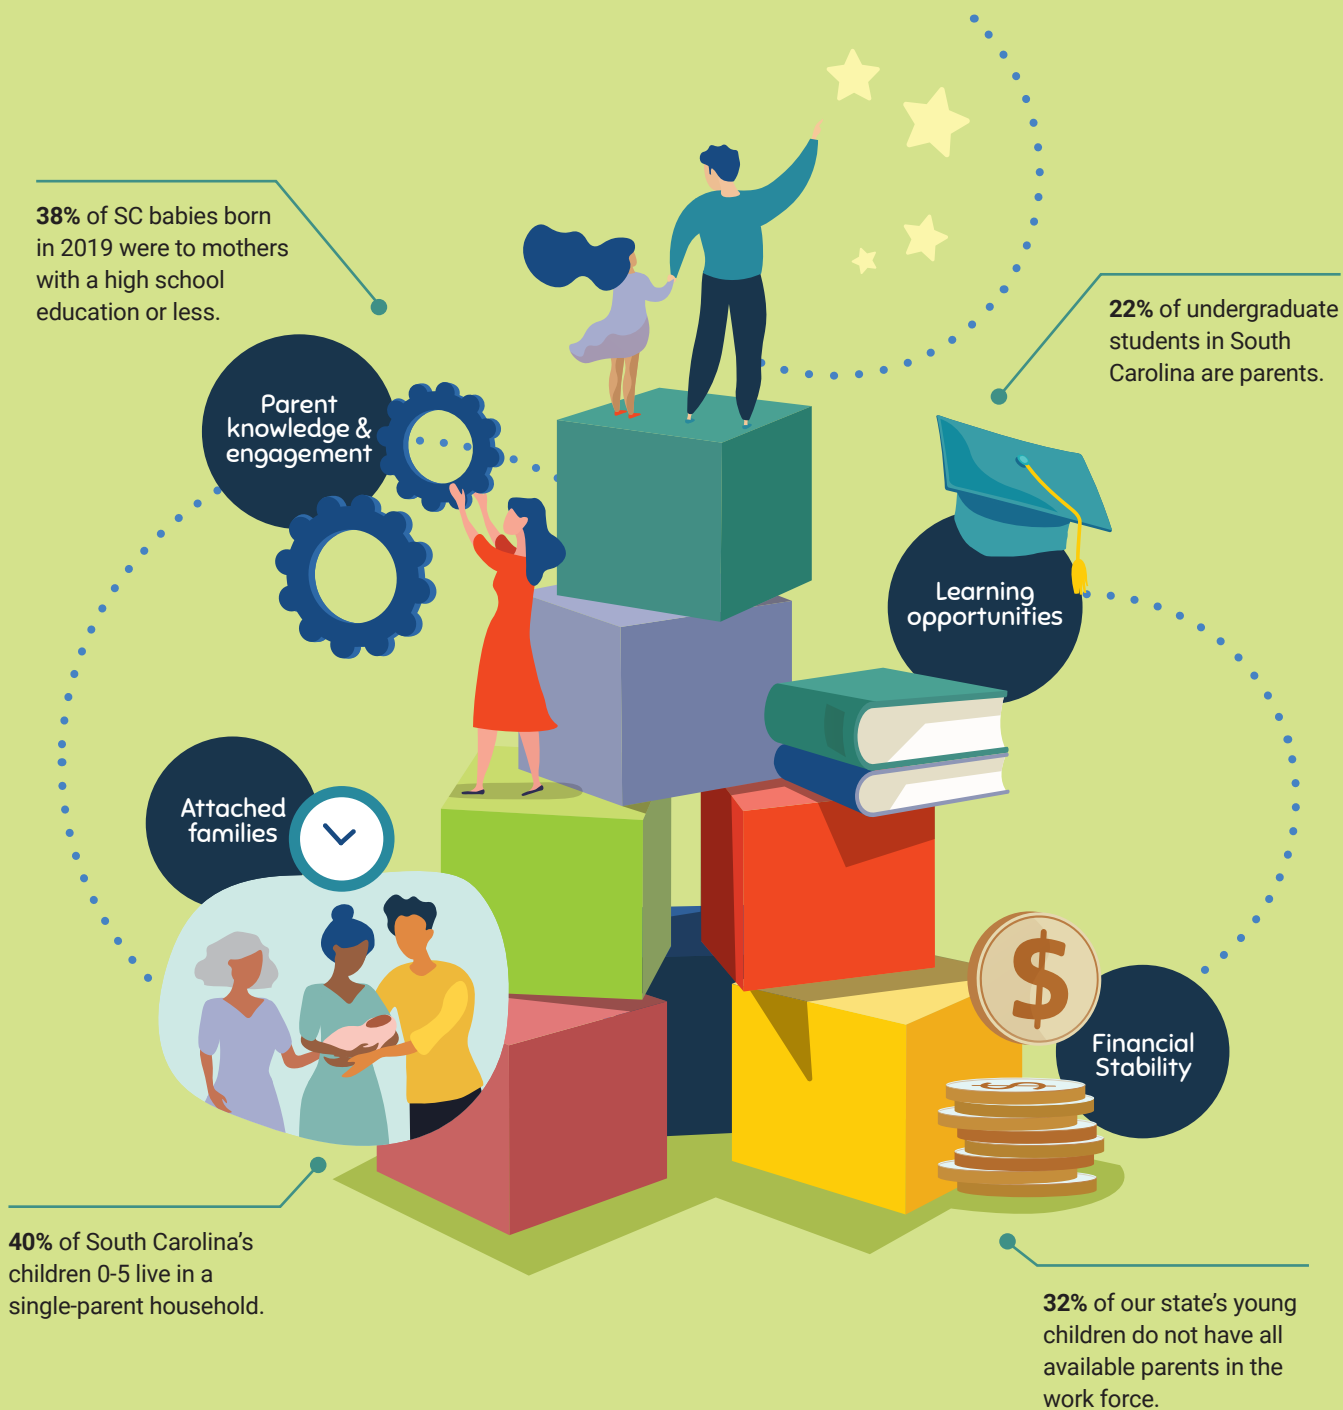 38% of SC babies born
in 2019 were to mothers
with a high school
education or less.
22% of undergraduate
students in South
Carolina are parents.
Parent
knowledge &
engagement
Learning
opportunities
Attached
families
$
Financial
Stability
40% of South Carolina’s
children 0-5 live in a
single-parent household.
32% of our state’s young
children do not have all
available parents in the
work force.